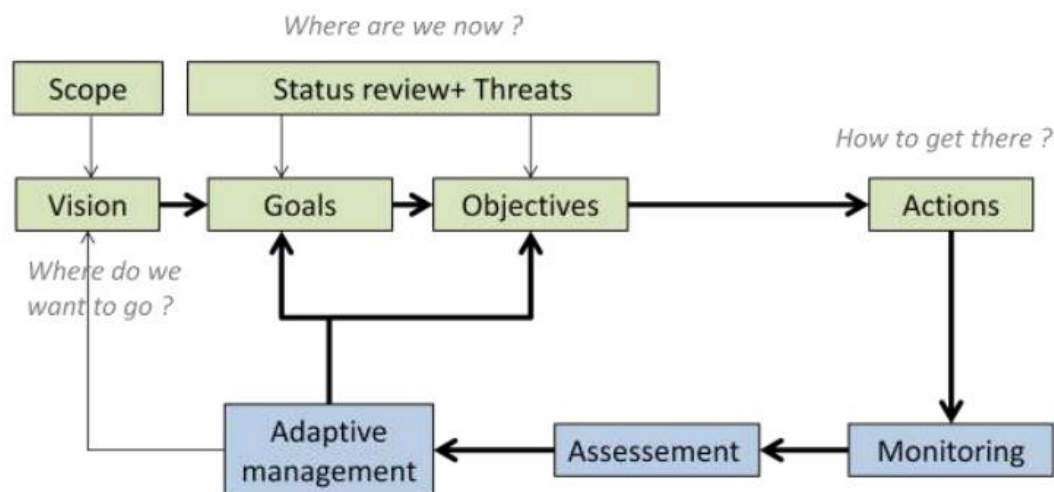 Where are we now ?
Scope
Status review+ Threats
How to get there ?
Vision
Goals
Objectives
Actions
Where do we
want to go ?
Adaptive
management
Assessement
Monitoring